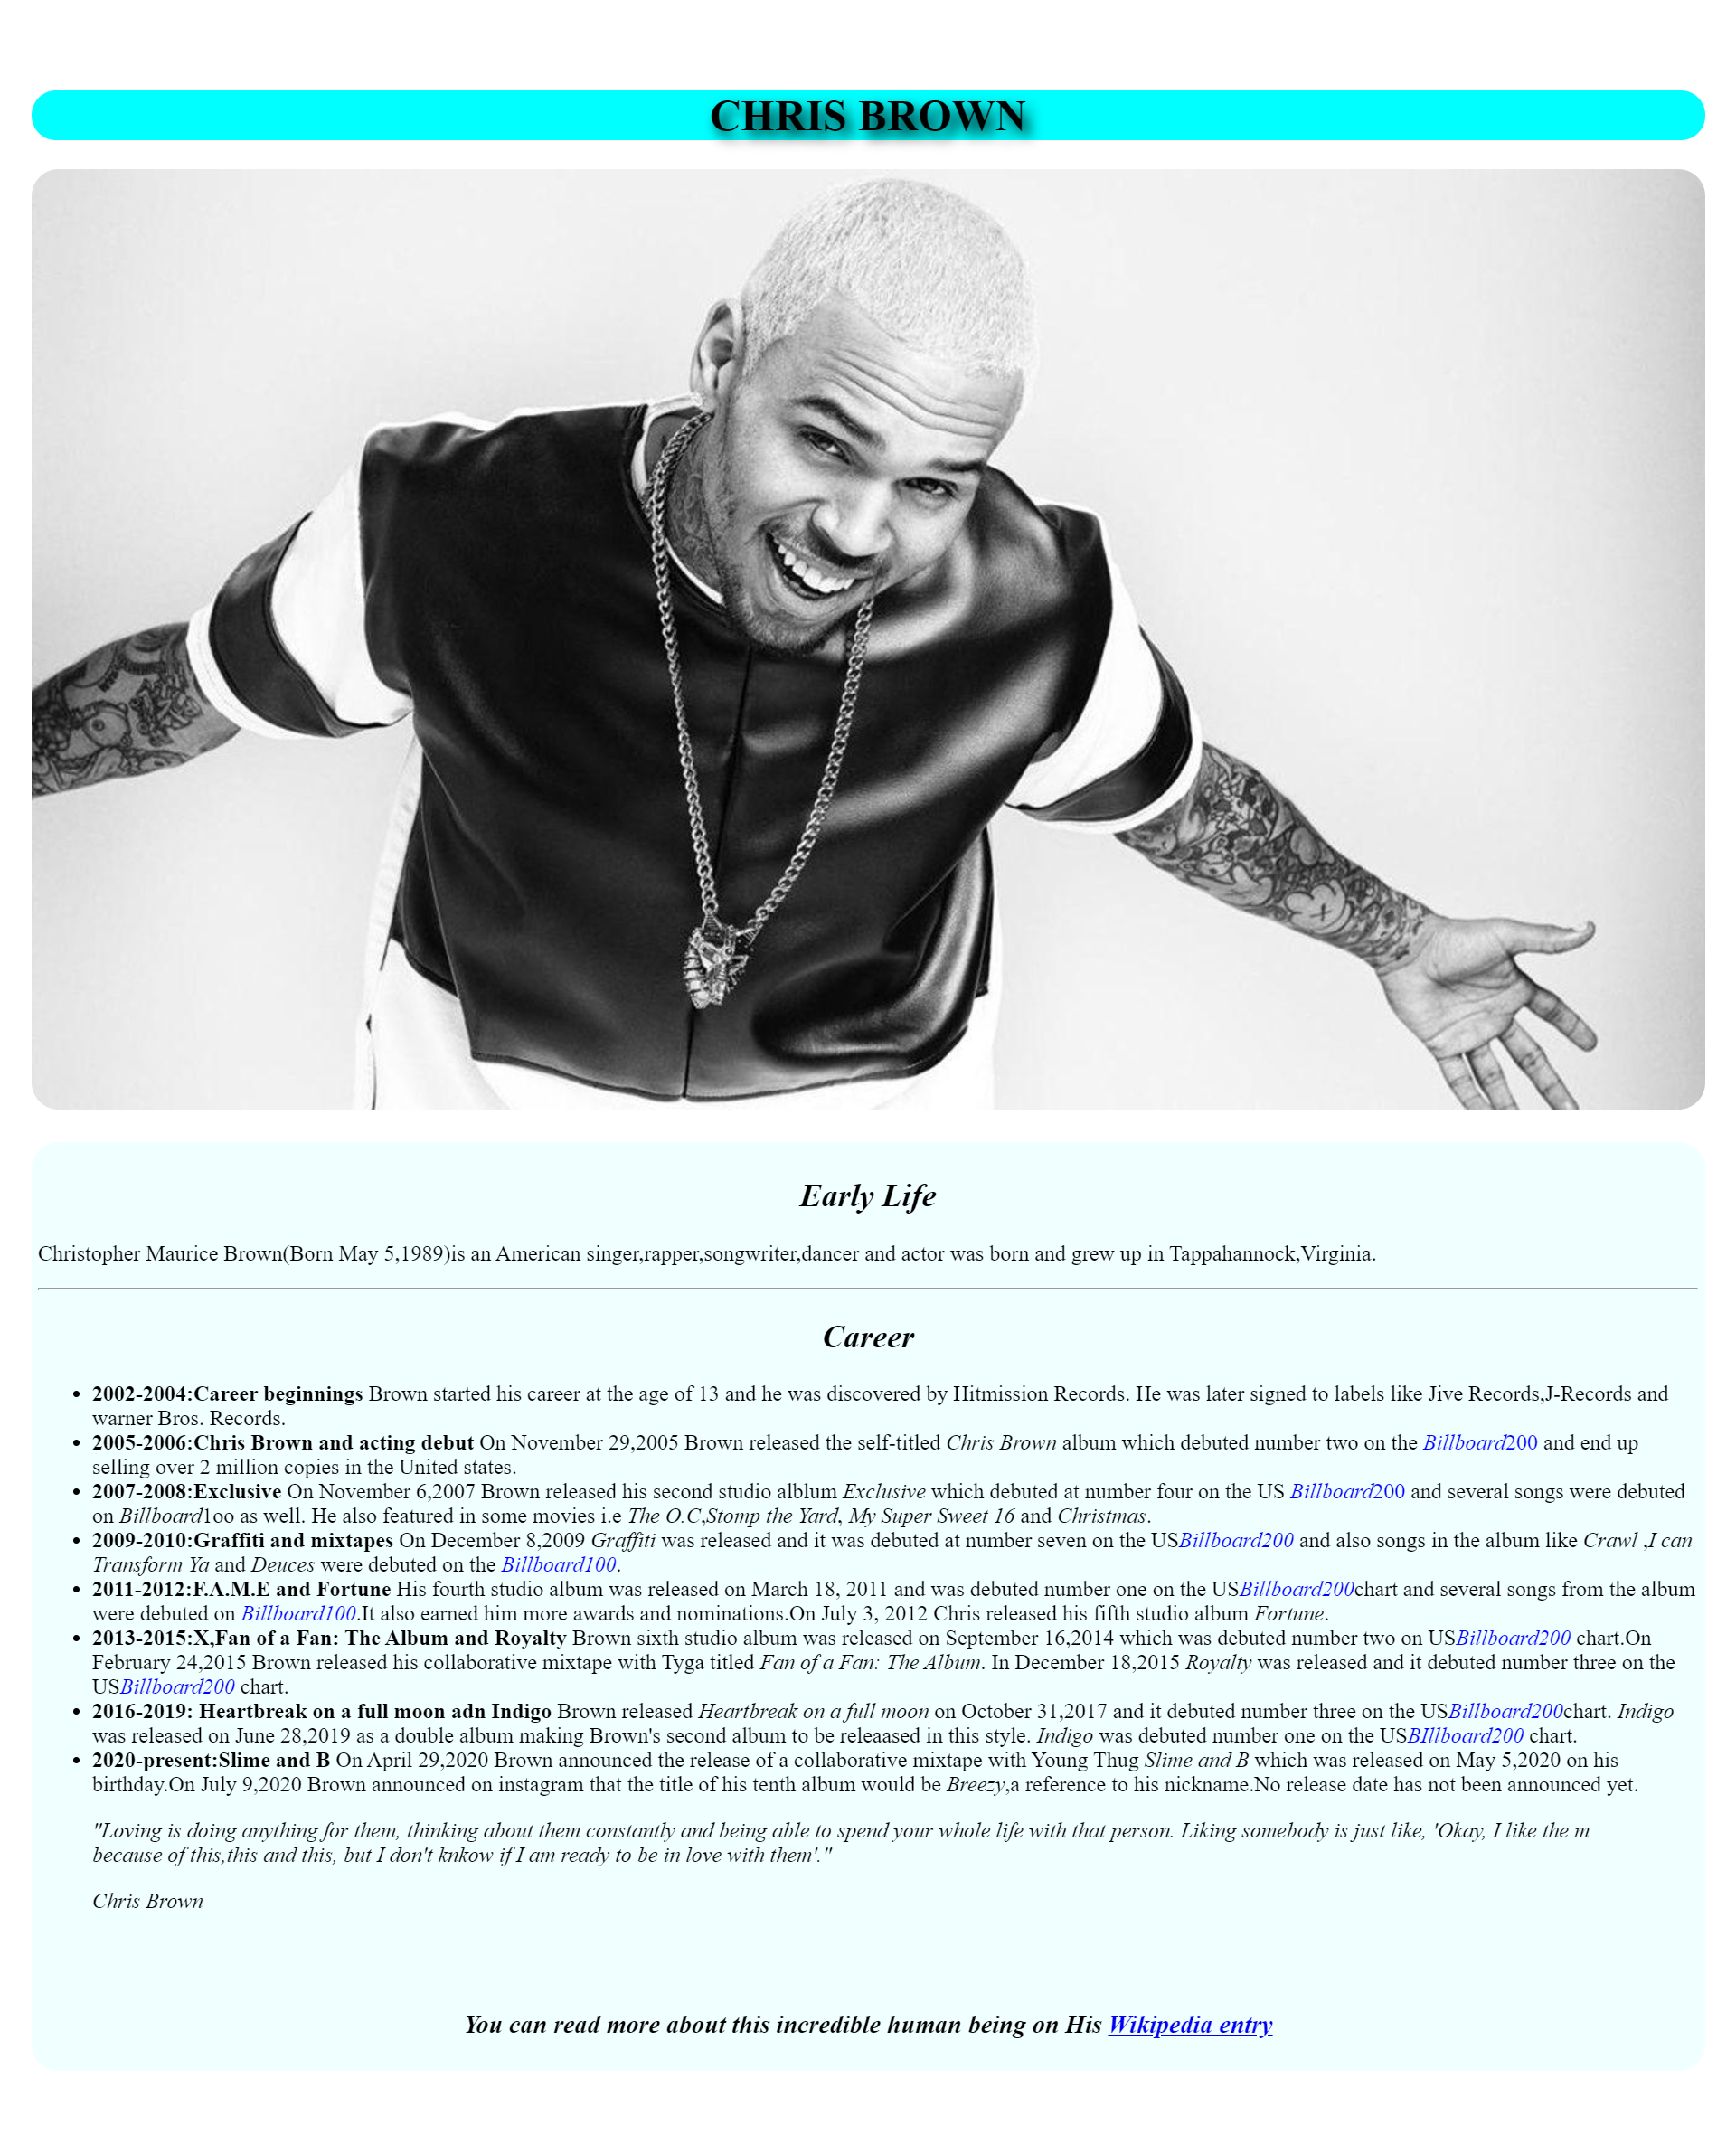 CHRIS BROWN
Early Life
Christopher Maurice Brown(Born May 5,1989)is an American singer,rapper,songwriter,dancer and actor was born and grew up in Tappahannock,Virginia.
Career
• 2002-2004:Career beginnings Brown started his career at the age of 13 and he was discovered by Hitmission Records. He was later signed to labels like Jive Records,J-Records and
warner Bros. Records.
• 2005-2006:Chris Brown and acting debut On November 29,2005 Brown released the self-titled Chris Brown album which debuted number two on the Billboard200 and end up
selling over 2 million copies in the United states.
• 2007-2008:Exclusive On November 6,2007 Brown released his second studio alblum Exclusive which debuted at number four on the US Billboard200 and several songs were debuted
on Billboard1oo as well. He also featured in some movies i.e The O.C,Stomp the Yard, My Super Sweet 16 and Christmas.
• 2009-2010:Graffiti and mixtapes On December 8,2009 Graffiti was released and it was debuted at number seven on the USBillboard200 and also songs in the album like Crawl ,I can
Transform Ya and Deuces were debuted on the Billboard100.
• 2011-2012:F.A.M.E and Fortune His fourth studio album was released on March 18, 2011 and was debuted number one on the USBillboard200chart and several songs from the album
were debuted on Billboard100.It also earned him more awards and nominations.On July 3, 2012 Chris released his fifth studio album Fortune.
• 2013-2015:X,Fan of a Fan: The Album and Royalty Brown sixth studio album was released on September 16,2014 which was debuted number two on USBillboard200 chart.On
February 24,2015 Brown released his collaborative mixtape with Tyga titled Fan of a Fan: The Album. In December 18,2015 Royalty was released and it debuted number three on the
USBillboard200 chart.
• 2016-2019: Heartbreak on a full moon adn Indigo Brown released Heartbreak on a full moon on October 31,2017 and it debuted number three on the USBillboard200chart. Indigo
was released on June 28,2019 as a double album making Brown's second album to be releaased in this style. Indigo was debuted number one on the USBIllboard200 chart.
• 2020-present:Slime and B On April 29,2020 Brown announced the release of a collaborative mixtape with Young Thug Slime and B which was released on May 5,2020 on his
birthday.On July 9,2020 Brown announced on instagram that the title of his tenth album would be Breezy,a reference to his nickname.No release date has not been announced yet.
"Loving is doing anything for them, thinking about them constantly and being able to spend your whole life with that person. Liking somebody is just like, 'Okay, I like the m
because of this,this and this, but I don't knkow if I am ready to be in love with them'."
Chris Brown
You can read more about this incredible human being on His Wikipedia entry